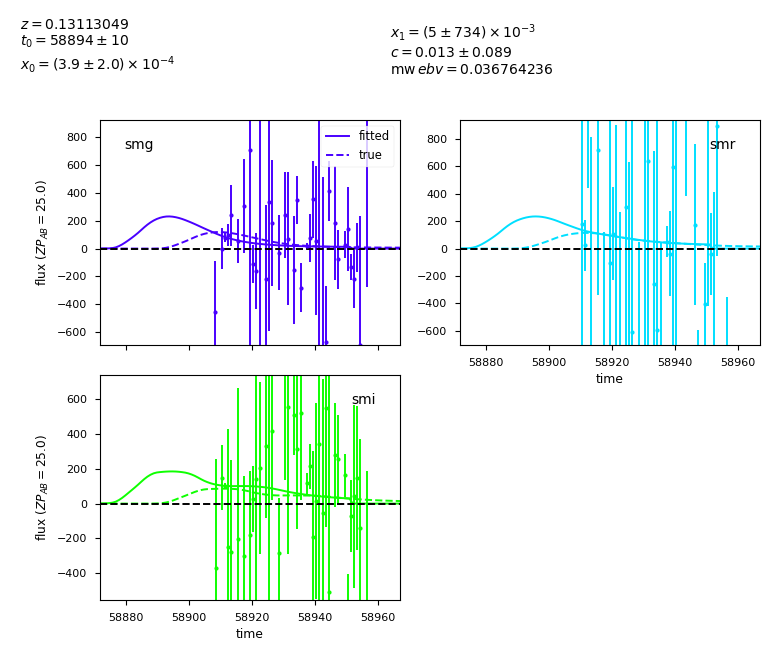 z = 0.13113049
t₀ = 58894 ± 10
x₀ = (3.9 ± 2.0) × 10⁻⁴
x₁ = (5 ± 734) × 10⁻³
c = 0.013 ± 0.089
mw ebv = 0.036764236
smg
fitted
true
800
600
400
200
0
−200
−400
−600
flux (ZP_AB = 25.0)
smr
800
600
400
200
0
−200
−400
−600
58880 58900 58920 58940 58960
time
smi
600
400
200
0
−200
−400
flux (ZP_AB = 25.0)
58880 58900 58920 58940 58960
time